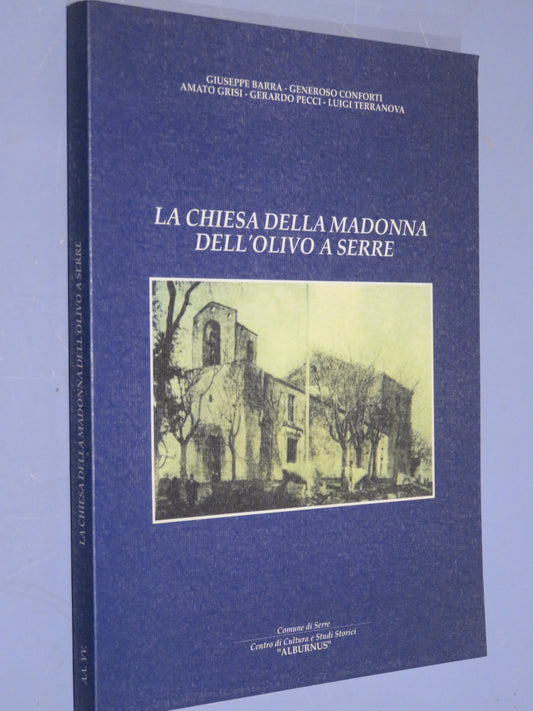 GIUSEPPE BARRA - GENEROSO CONFORTI
AMATO GRISI - GERARDO PECCI - LUIGI TERRANOVA
LA CHIESA DELLA MADONNA
DELL'OLIVO A SERRE
Comune di Serre
Centro di Cultura e Studi Storici
"ALBURNUS"
LA CHIESA DELLA MADONNA DELL'OLIVO A SERRE
AA. VV.